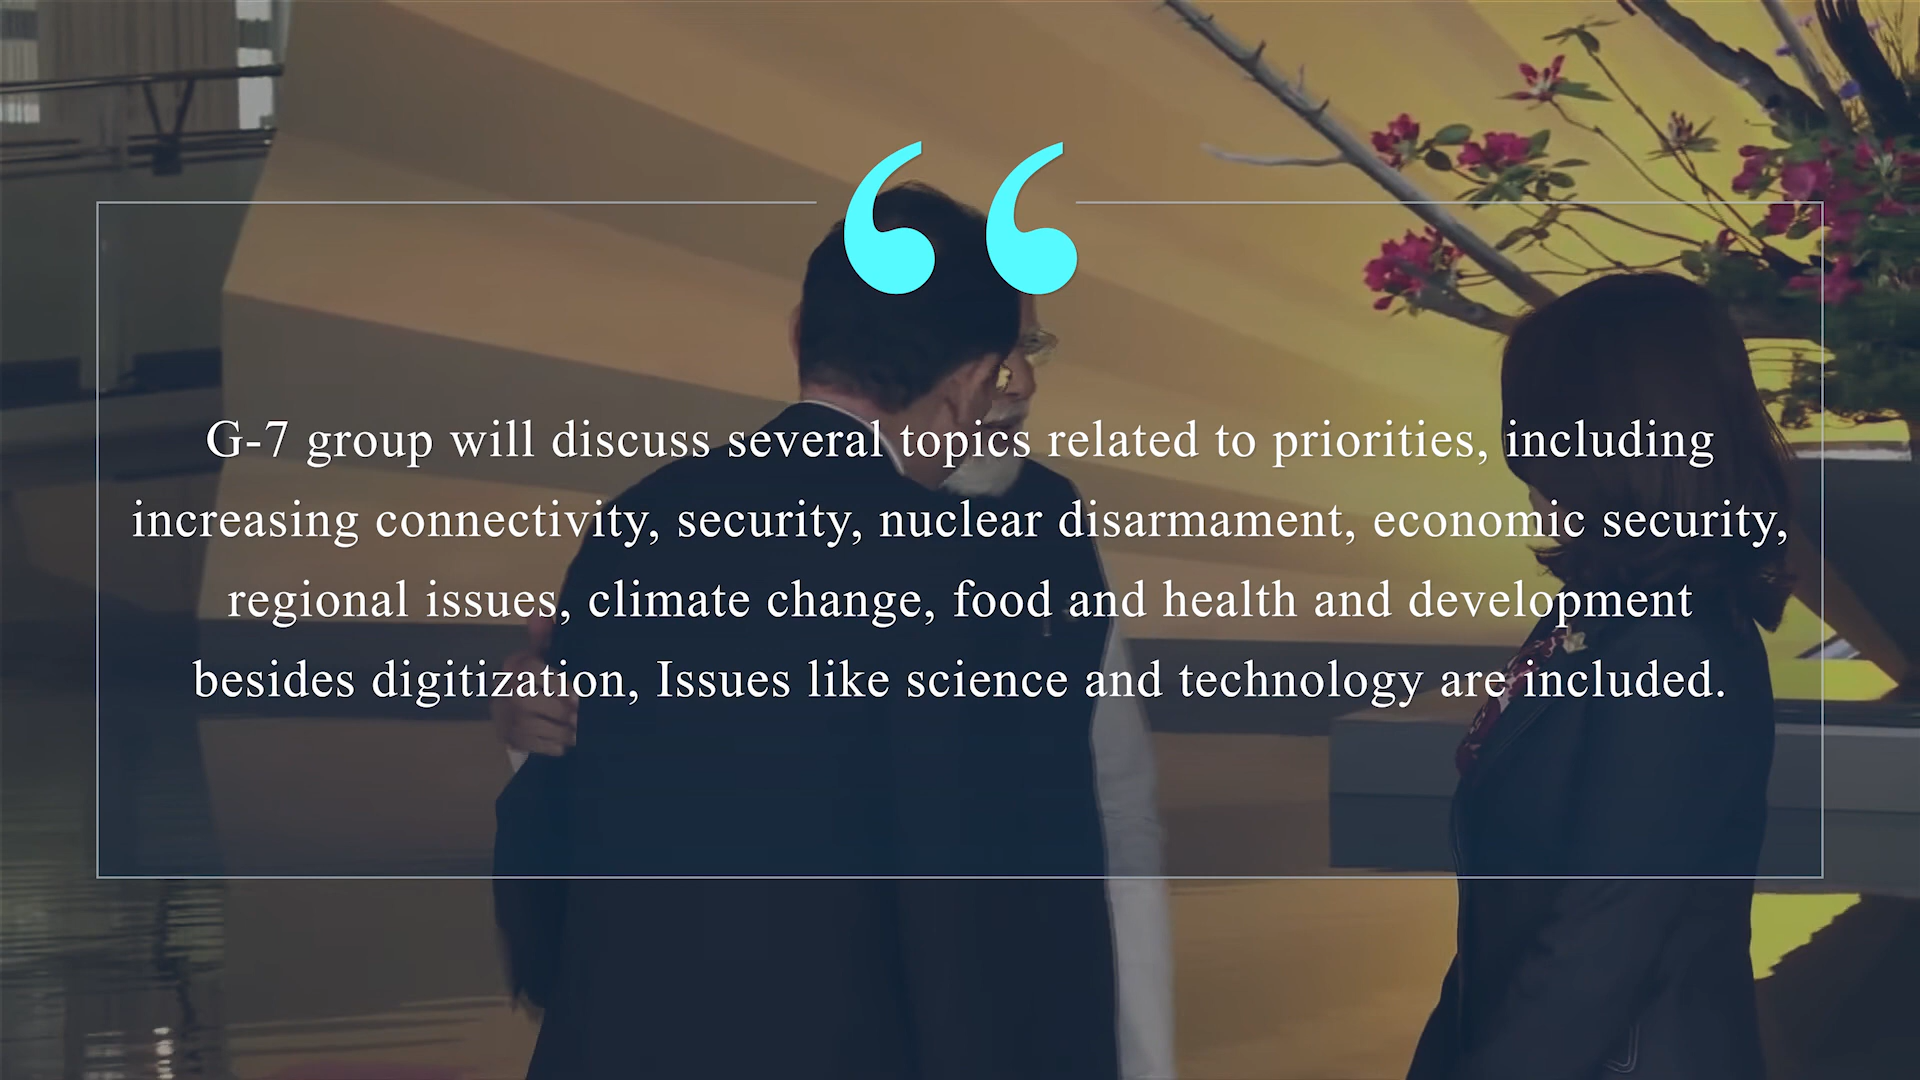 “
G-7 group will discuss several topics related to priorities, including
increasing connectivity, security, nuclear disarmament, economic security,
regional issues, climate change, food and health and development
besides digitization, Issues like science and technology are included.